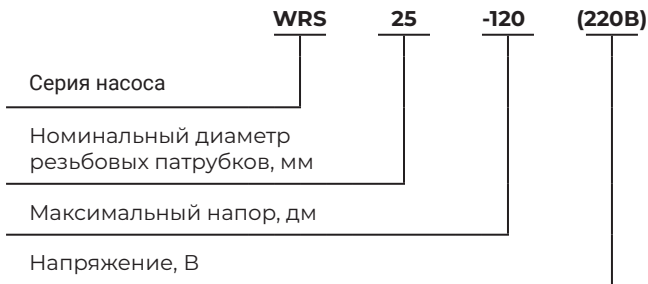 WRS 25 -120 (220В)
Серия насоса
Номинальный диаметр
резьбовых патрубков, мм
Максимальный напор, дм
Напряжение, В